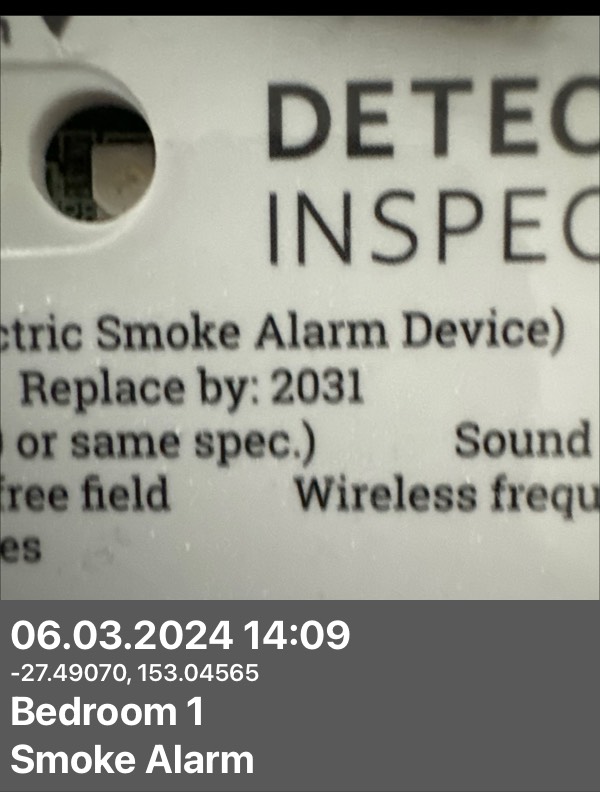 DETEC
INSPEC
ctric Smoke Alarm Device)
Replace by: 2031
) or same spec.) Sound
free field Wireless frequ
es
06.03.2024 14:09
-27.49070, 153.04565
Bedroom 1
Smoke Alarm